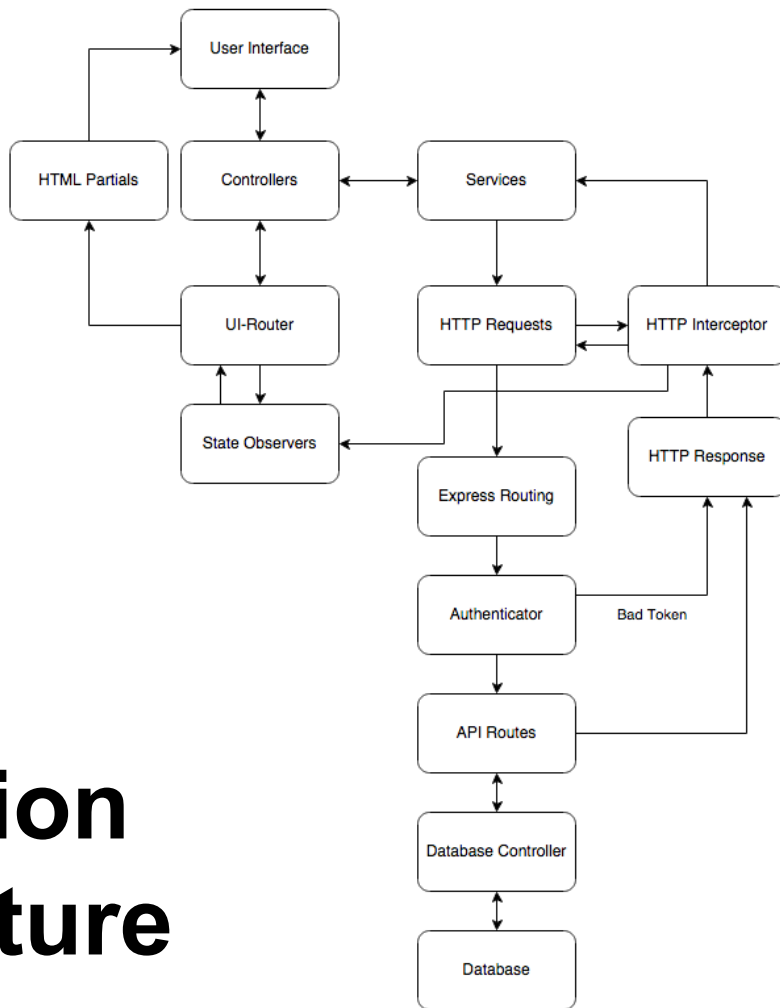 User Interface
HTML Partials
Controllers
Services
UI-Router
HTTP Requests
HTTP Interceptor
State Observers
HTTP Response
Express Routing
Authenticator
Bad Token
API Routes
Database Controller
Database
ion
ture